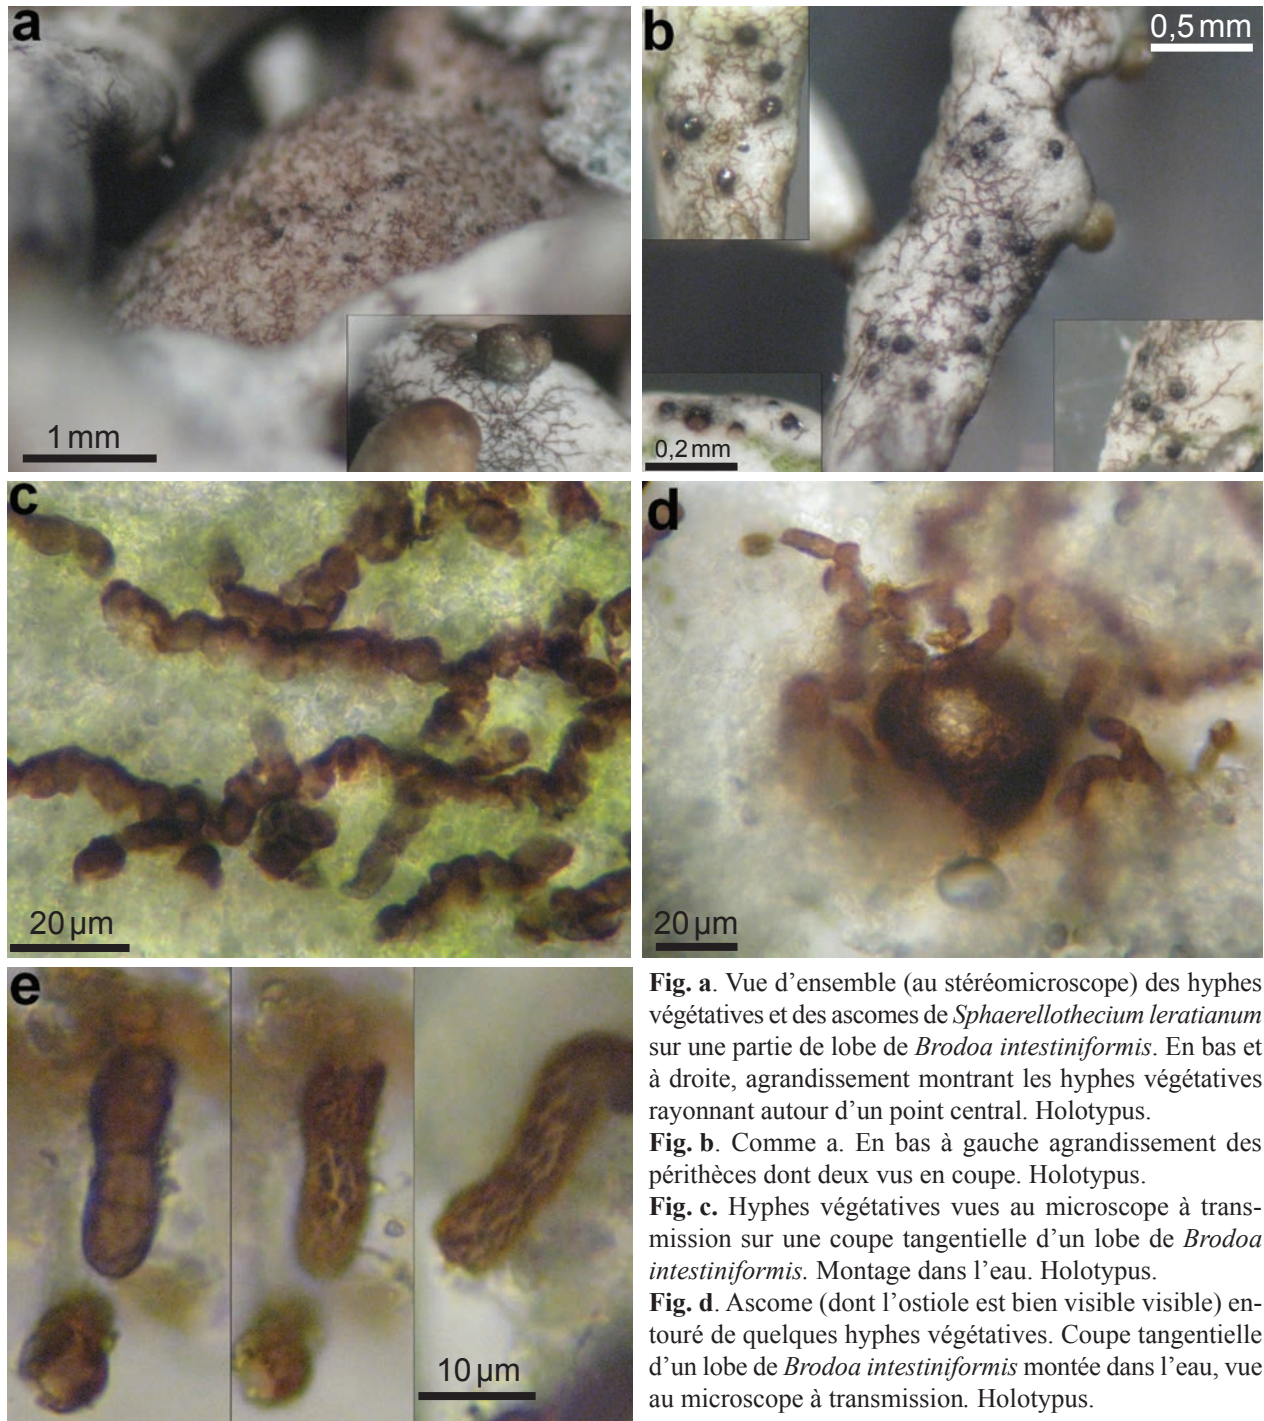 a
1 mm
b
0,5 mm
0,2 mm
c
20 µm
d
20 µm
e
10 µm
Fig. a. Vue d’ensemble (au stéréomicroscope) des hyphes
végétatives et des ascomes de Sphaerellothecium leratianum
sur une partie de lobe de Brodoa intestiniformis. En bas et
à droite, agrandissement montrant les hyphes végétatives
rayonnant autour d’un point central. Holotypus.
Fig. b. Comme a. En bas à gauche agrandissement des
périthèces dont deux vus en coupe. Holotypus.
Fig. c. Hyphes végétatives vues au microscope à trans-
mission sur une coupe tangentielle d’un lobe de Brodoa
intestiniformis. Montage dans l’eau. Holotypus.
Fig. d. Ascome (dont l’ostiole est bien visible visible) en-
touré de quelques hyphes végétatives. Coupe tangentielle
d’un lobe de Brodoa intestiniformis montée dans l’eau, vue
au microscope à transmission. Holotypus.